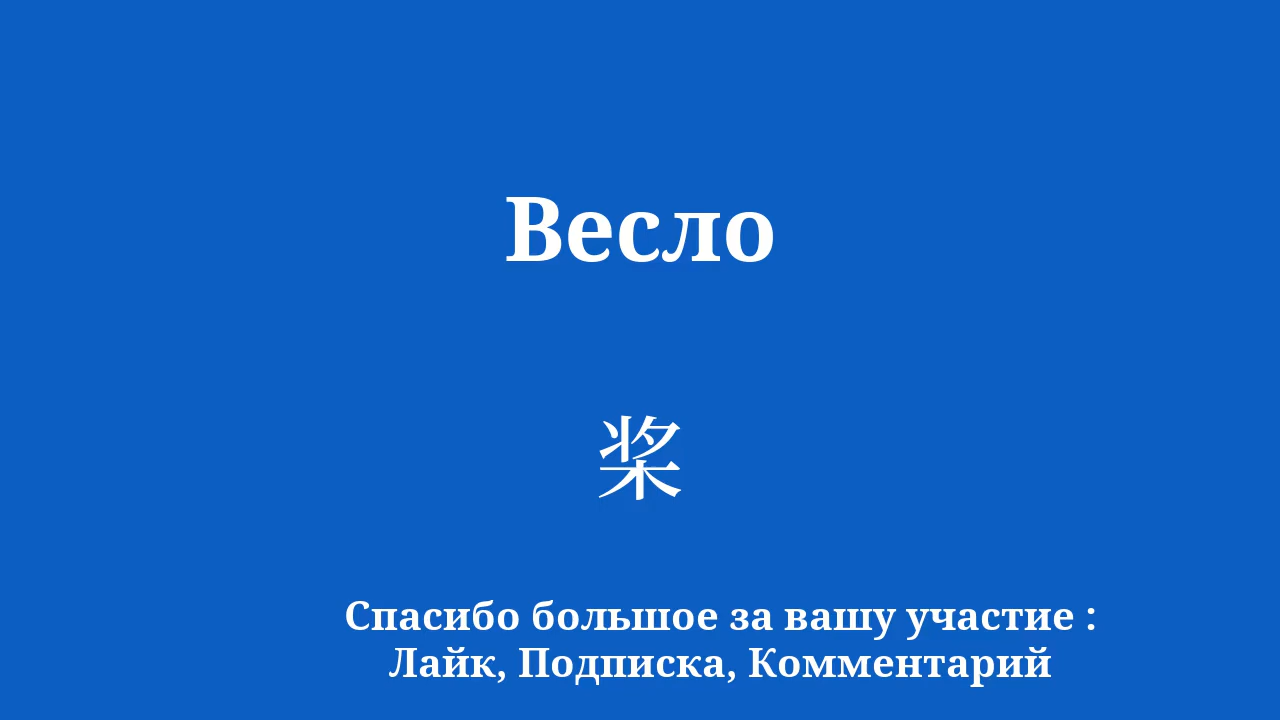 Весло
桨
Спасибо большое за вашу участие :
Лайк, Подписка, Комментарий